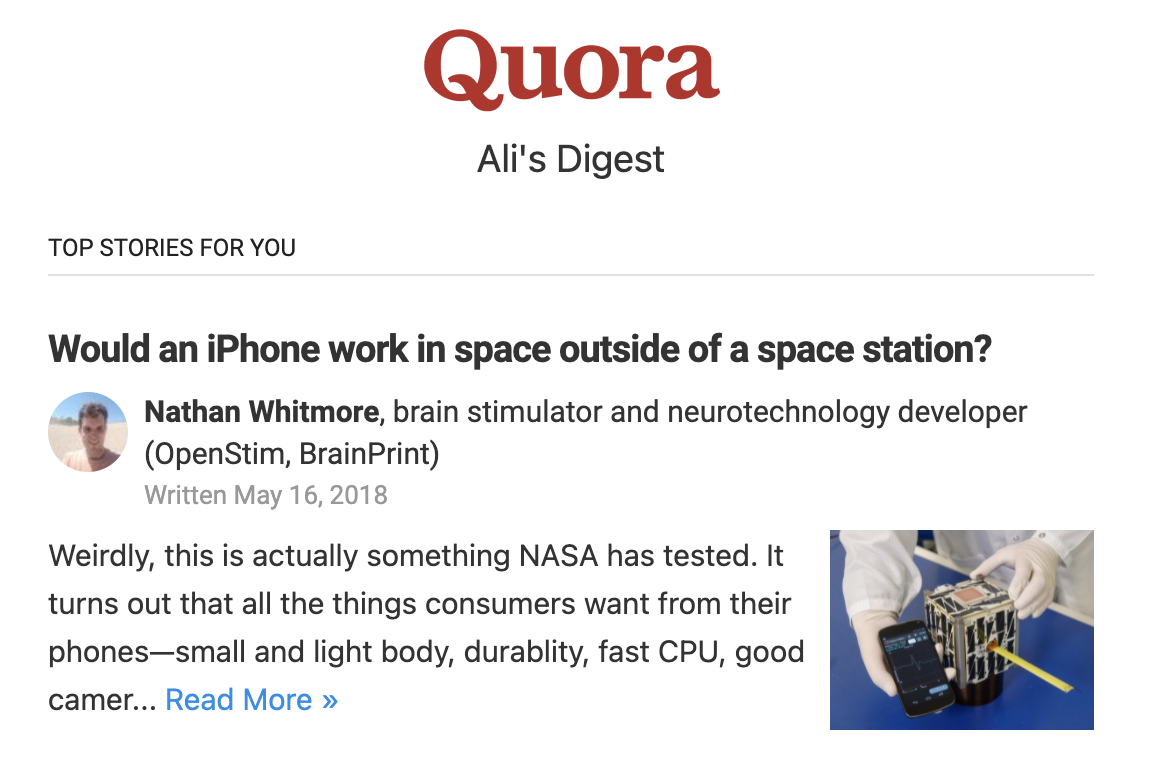 Quora
Ali's Digest
TOP STORIES FOR YOU
Would an iPhone work in space outside of a space station?
Nathan Whitmore, brain stimulator and neurotechnology developer
(OpenStim, BrainPrint)
Written May 16, 2018
Weirdly, this is actually something NASA has tested. It
turns out that all the things consumers want from their
phones—small and light body, durablity, fast CPU, good
camer... Read More »